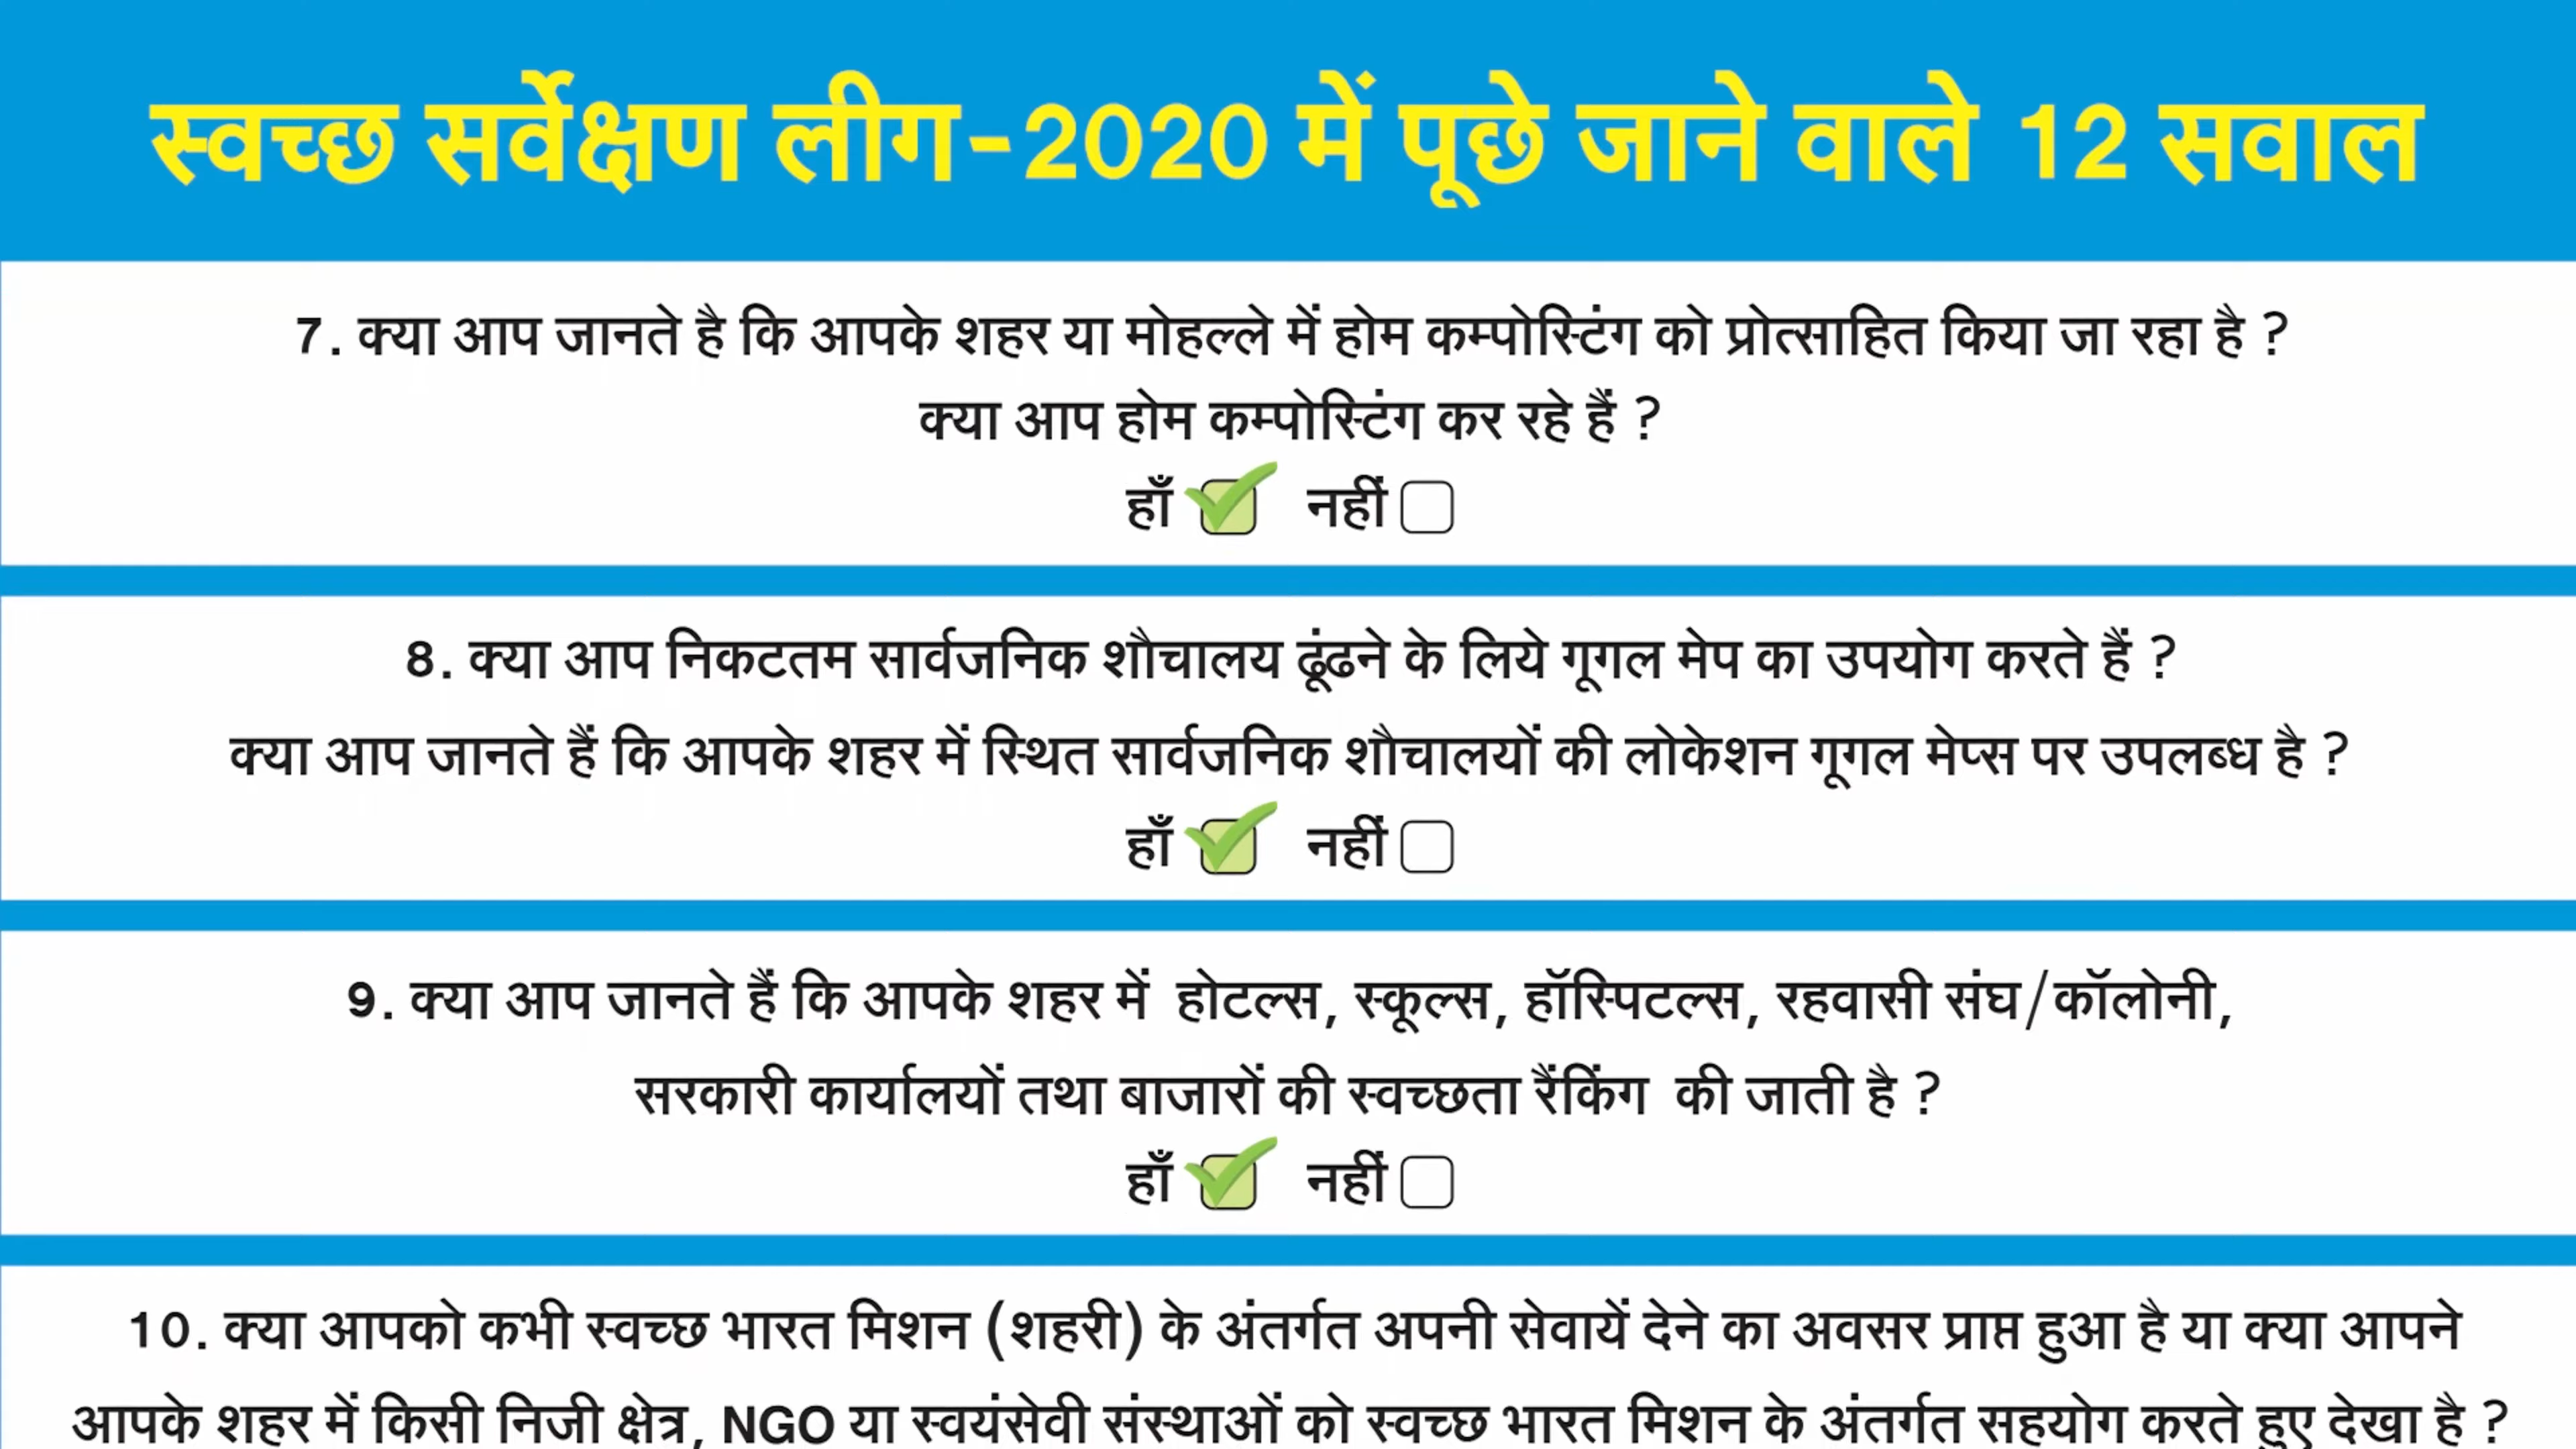 स्वच्छ सर्वेक्षण लीग-2020 में पूछे जाने वाले 12 सवाल
7. क्या आप जानते है कि आपके शहर या मोहल्ले में होम कम्पोस्टिंग को प्रोत्साहित किया जा रहा है ?
क्या आप होम कम्पोस्टिंग कर रहे हैं ?
हाँ नहीं
8. क्या आप निकटतम सार्वजनिक शौचालय ढूंढने के लिये गूगल मेप का उपयोग करते हैं ?
क्या आप जानते हैं कि आपके शहर में स्थित सार्वजनिक शौचालयों की लोकेशन गूगल मेप्स पर उपलब्ध है ?
हाँ नहीं
9. क्या आप जानते हैं कि आपके शहर में होटल्स, स्कूल्स, हॉस्पिटल्स, रहवासी संघ/कॉलोनी,
सरकारी कार्यालयों तथा बाजारों की स्वच्छता रैंकिंग की जाती है ?
हाँ नहीं
10. क्या आपको कभी स्वच्छ भारत मिशन (शहरी) के अंतर्गत अपनी सेवायें देने का अवसर प्राप्त हुआ है या क्या आपने
आपके शहर में किसी निजी क्षेत्र, NGO या स्वयंसेवी संस्थाओं को स्वच्छ भारत मिशन के अंतर्गत सहयोग करते हुए देखा है ?